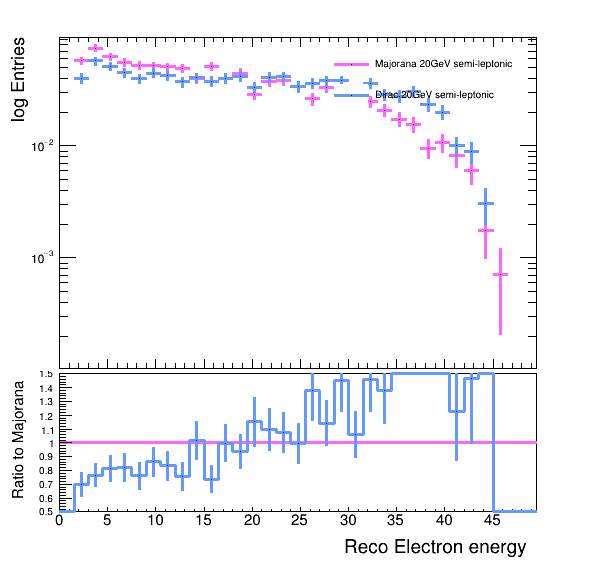 log Entries
Majorana 20GeV semi-leptonic
Dirac 20GeV semi-leptonic
10⁻²
10⁻³
Ratio to Majorana
1.5
1.4
1.3
1.2
1.1
1
0.9
0.8
0.7
0.6
0.5
0 5 10 15 20 25 30 35 40 45
Reco Electron energy